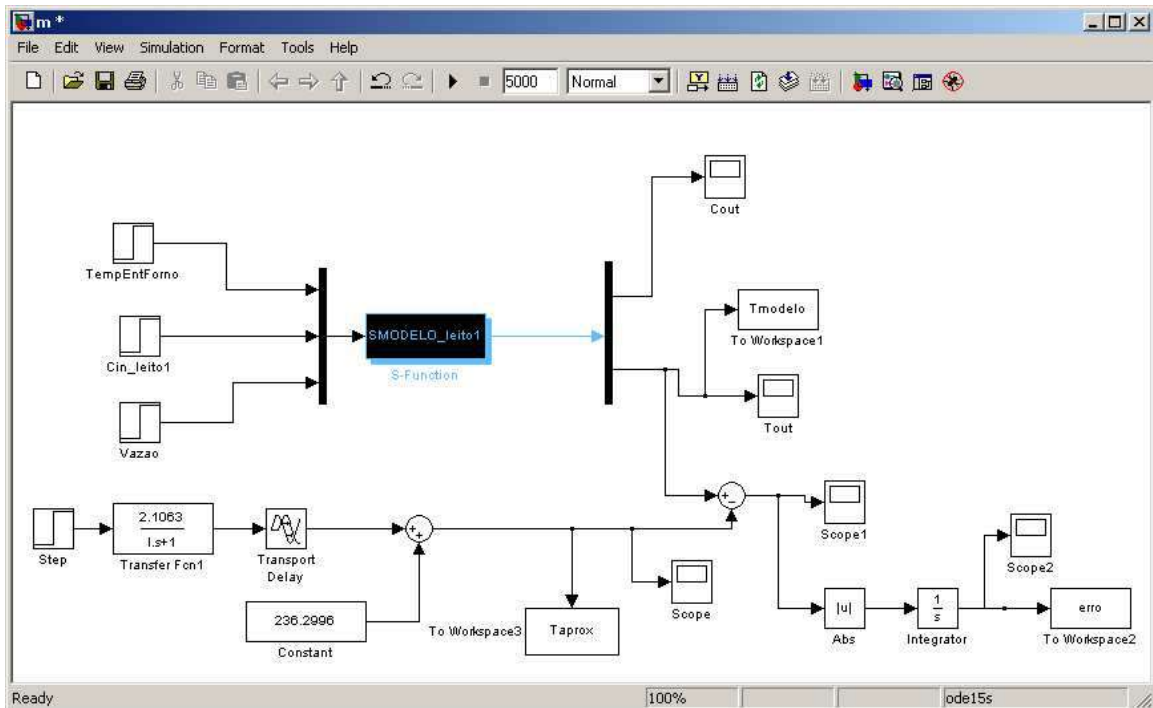 m *
File Edit View Simulation Format Tools Help
5000 Normal
Cout
TempEntForno
Cin_leito1
Vazao
SMODELO_leito1
S-Function
Tmodelo
To Workspace1
Tout
Step
2.1063
l.s+1
Transfer Fcn1
Transport
Delay
236.2996
Constant
To Workspace3
Taprox
Scope
Scope1
Scope2
|u|
Abs
1
s
Integrator
erro
To Workspace2
Ready 100% ode15s